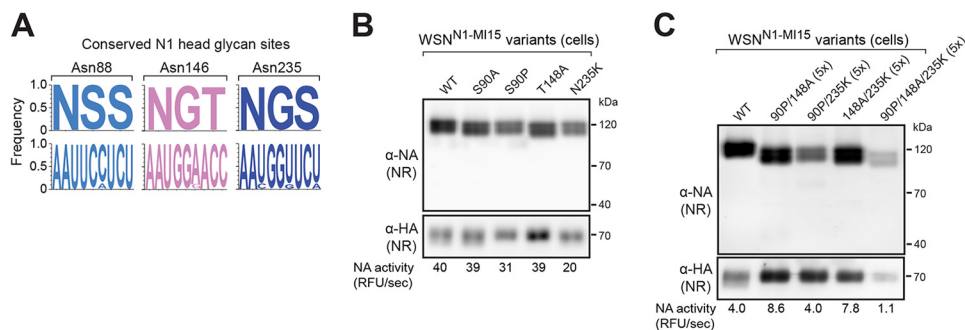 A
Conserved N1 head glycan sites
Asn88 Asn146 Asn235
Frequency
1.0
0.5
0
NSS NGT NGS
1.0
0.5
0
AAUUCCUCU AAUGGAACC AAUGGUUCU
B
WSN^N1-MI15 variants (cells)
WT S90A S90P T148A N235K
kDa
α-NA
(NR)
120
70
40
α-HA
(NR)
70
NA activity 40 39 31 39 20
(RFU/sec)
C
WSN^N1-MI15 variants (cells)
WT 90P/148A (5x) 90P/235K (5x) 148A/235K (5x) 90P/148A/235K (5x)
kDa
α-NA
(NR)
120
70
40
α-HA
(NR)
70
NA activity 4.0 8.6 4.0 7.8 1.1
(RFU/sec)